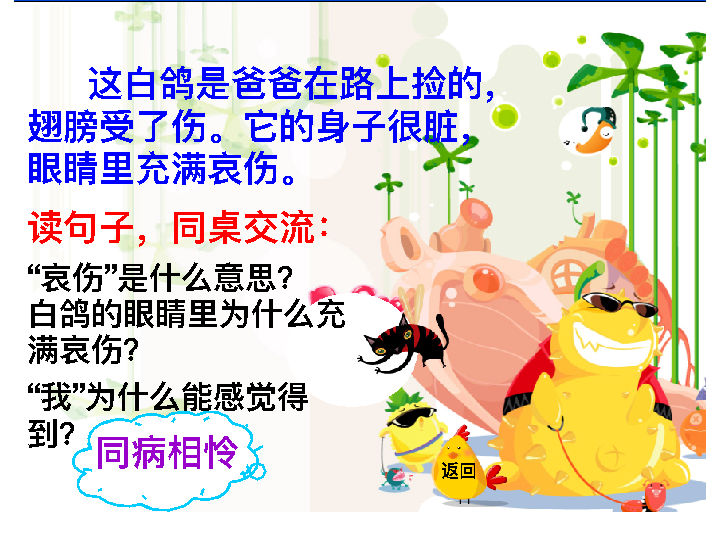 这白鸽是爸爸在路上捡的，
翅膀受了伤。它的身子很脏，
眼睛里充满哀伤。
读句子，同桌交流：
“哀伤”是什么意思？
白鸽的眼睛里为什么充
满哀伤？
“我”为什么能感觉得
到？
同病相怜
返回